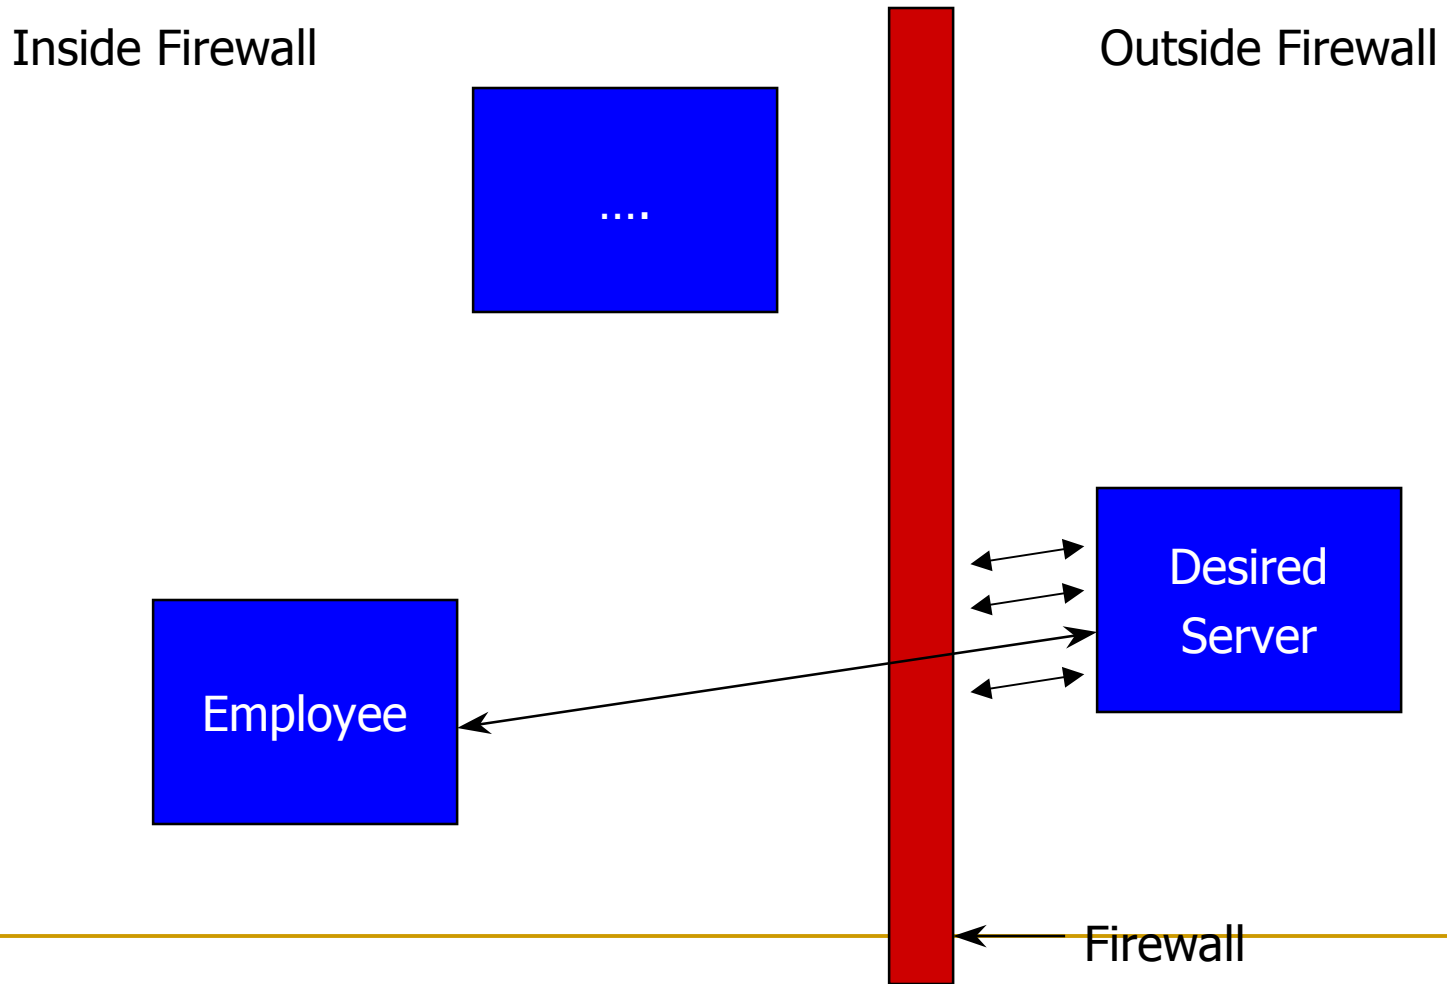 Inside Firewall
Outside Firewall
....
Desired
Server
Employee
Firewall